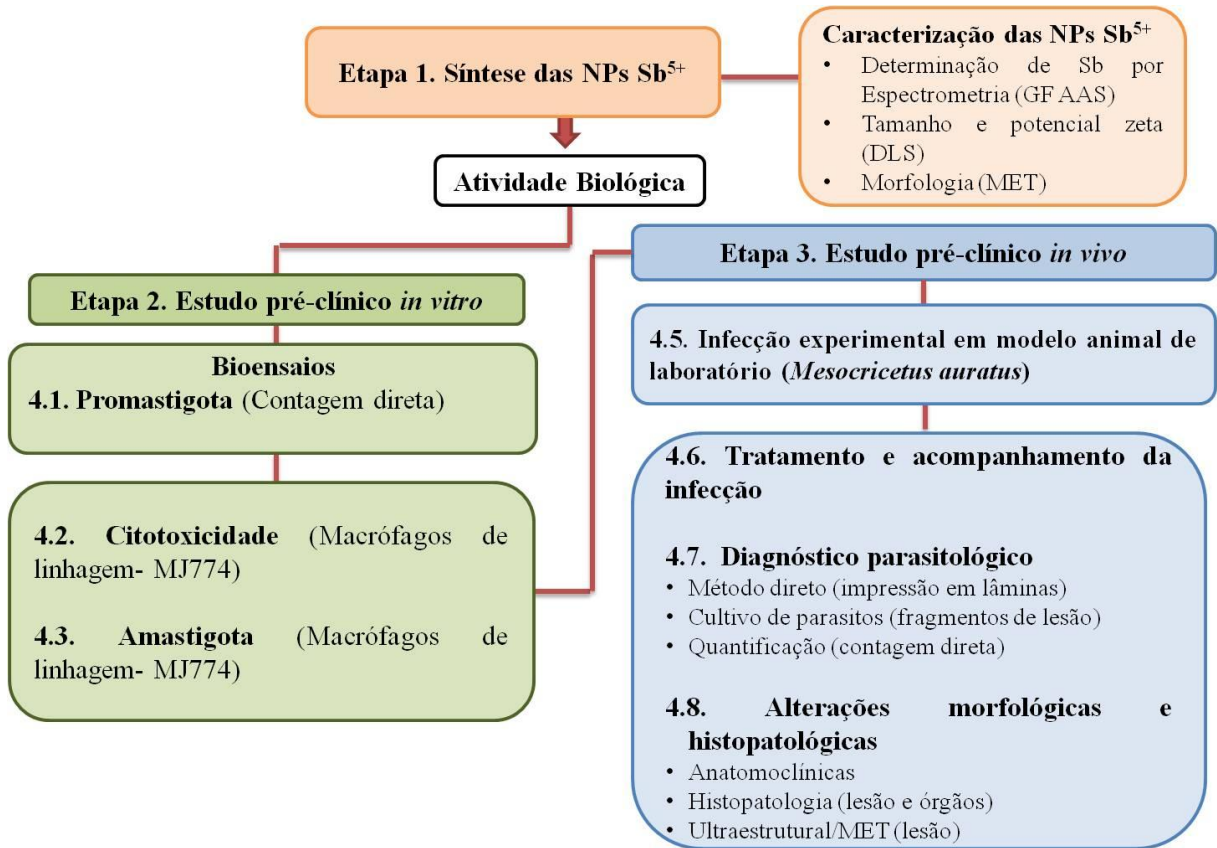 Etapa 1. Síntese das NPs Sb⁵⁺
Caracterização das NPs Sb⁵⁺
• Determinação de Sb por
Espectrometria (GF AAS)
• Tamanho e potencial zeta
(DLS)
• Morfologia (MET)
Atividade Biológica
Etapa 2. Estudo pré-clínico in vitro
Bioensaios
4.1. Promastigota (Contagem direta)
4.2. Citotoxicidade (Macrófagos de
linhagem- MJ774)
4.3. Amastigota (Macrófagos de
linhagem- MJ774)
Etapa 3. Estudo pré-clínico in vivo
4.5. Infecção experimental em modelo animal de
laboratório (Mesocricetus auratus)
4.6. Tratamento e acompanhamento da
infecção
4.7. Diagnóstico parasitológico
• Método direto (impressão em lâminas)
• Cultivo de parasitos (fragmentos de lesão)
• Quantificação (contagem direta)
4.8. Alterações morfológicas e
histopatológicas
• Anatomoclínicas
• Histopatologia (lesão e órgãos)
• Ultraestrutural/MET (lesão)